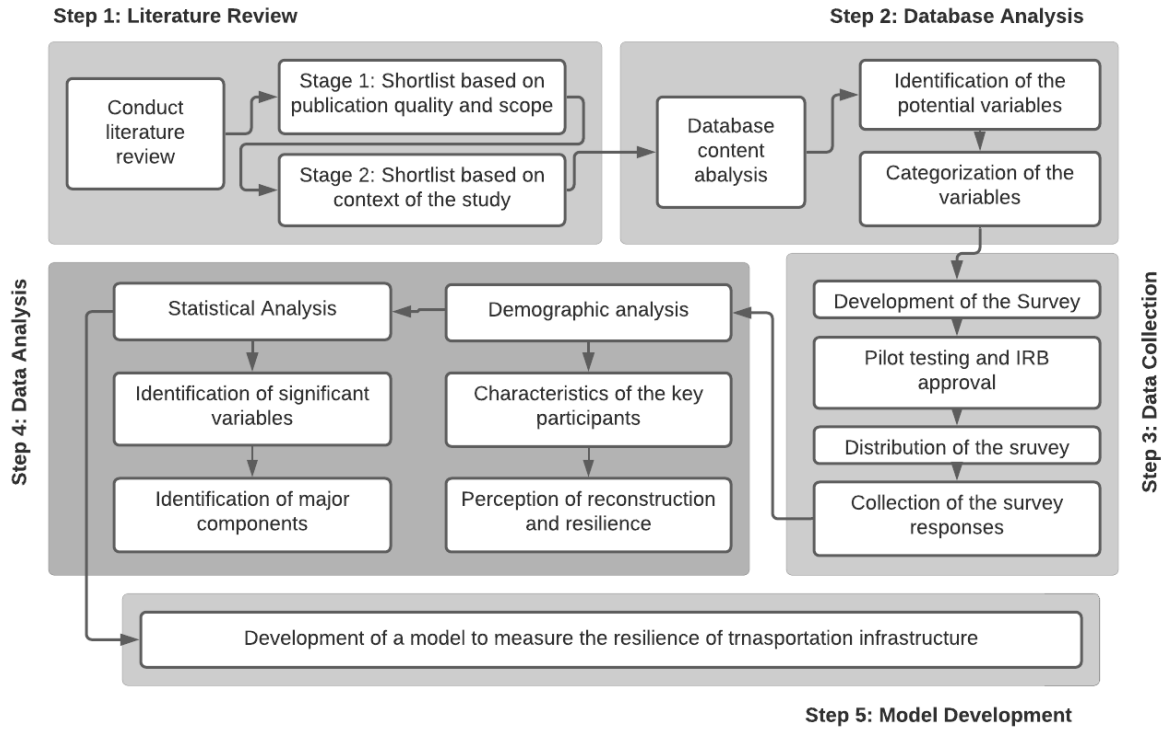 Step 1: Literature Review
Conduct
literature
review
Stage 1: Shortlist based on
publication quality and scope
Stage 2: Shortlist based on
context of the study
Step 2: Database Analysis
Database
content
abalysis
Identification of the
potential variables
Categorization of the
variables
Step 3: Data Collection
Development of the Survey
Pilot testing and IRB
approval
Distribution of the sruvey
Collection of the survey
responses
Step 4: Data Analysis
Demographic analysis
Characteristics of the key
participants
Perception of reconstruction
and resilience
Statistical Analysis
Identification of significant
variables
Identification of major
components
Development of a model to measure the resilience of trnasportation infrastructure
Step 5: Model Development